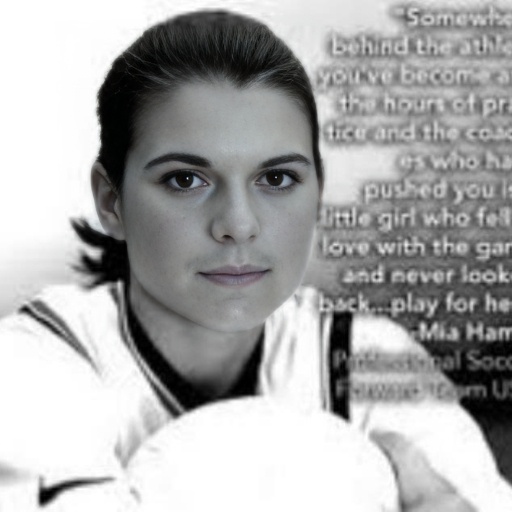 "Somewhe
behind the athle
you've become a
the hours of pra
tice and the coac
es who ha
pushed you is
little girl who fell
love with the gar
and never look
back...play for he
-Mia Ham
Professional Socc
Forward Team US